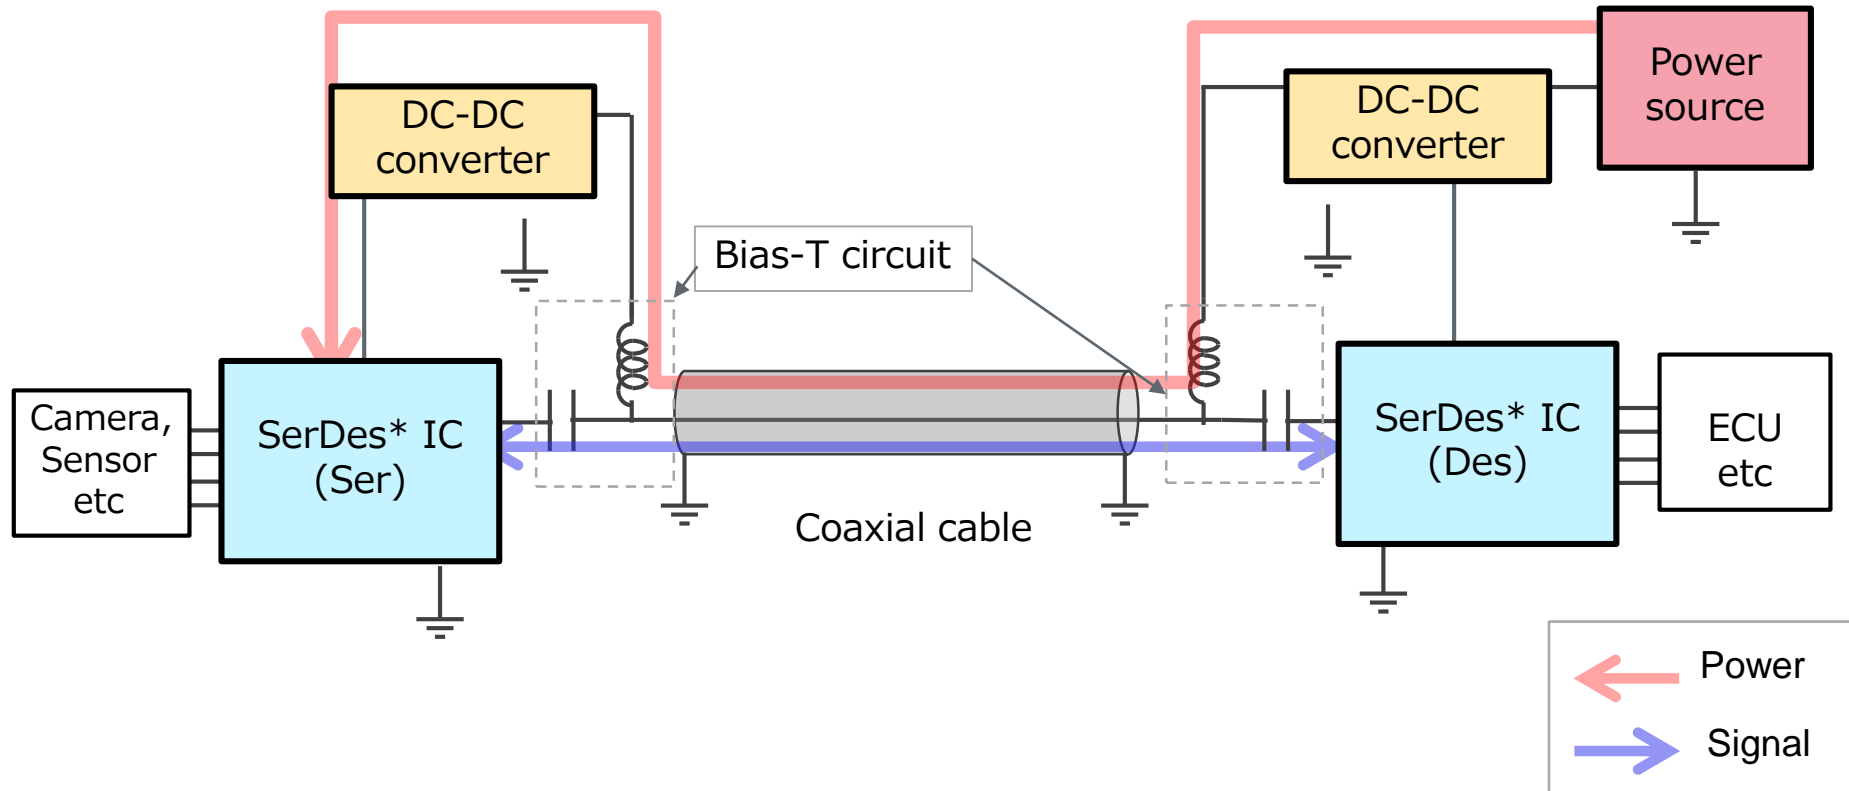 Power
source
DC-DC
converter
DC-DC
converter
Bias-T circuit
Camera,
Sensor
etc
SerDes* IC
(Ser)
SerDes* IC
(Des)
ECU
etc
Coaxial cable
Power
Signal